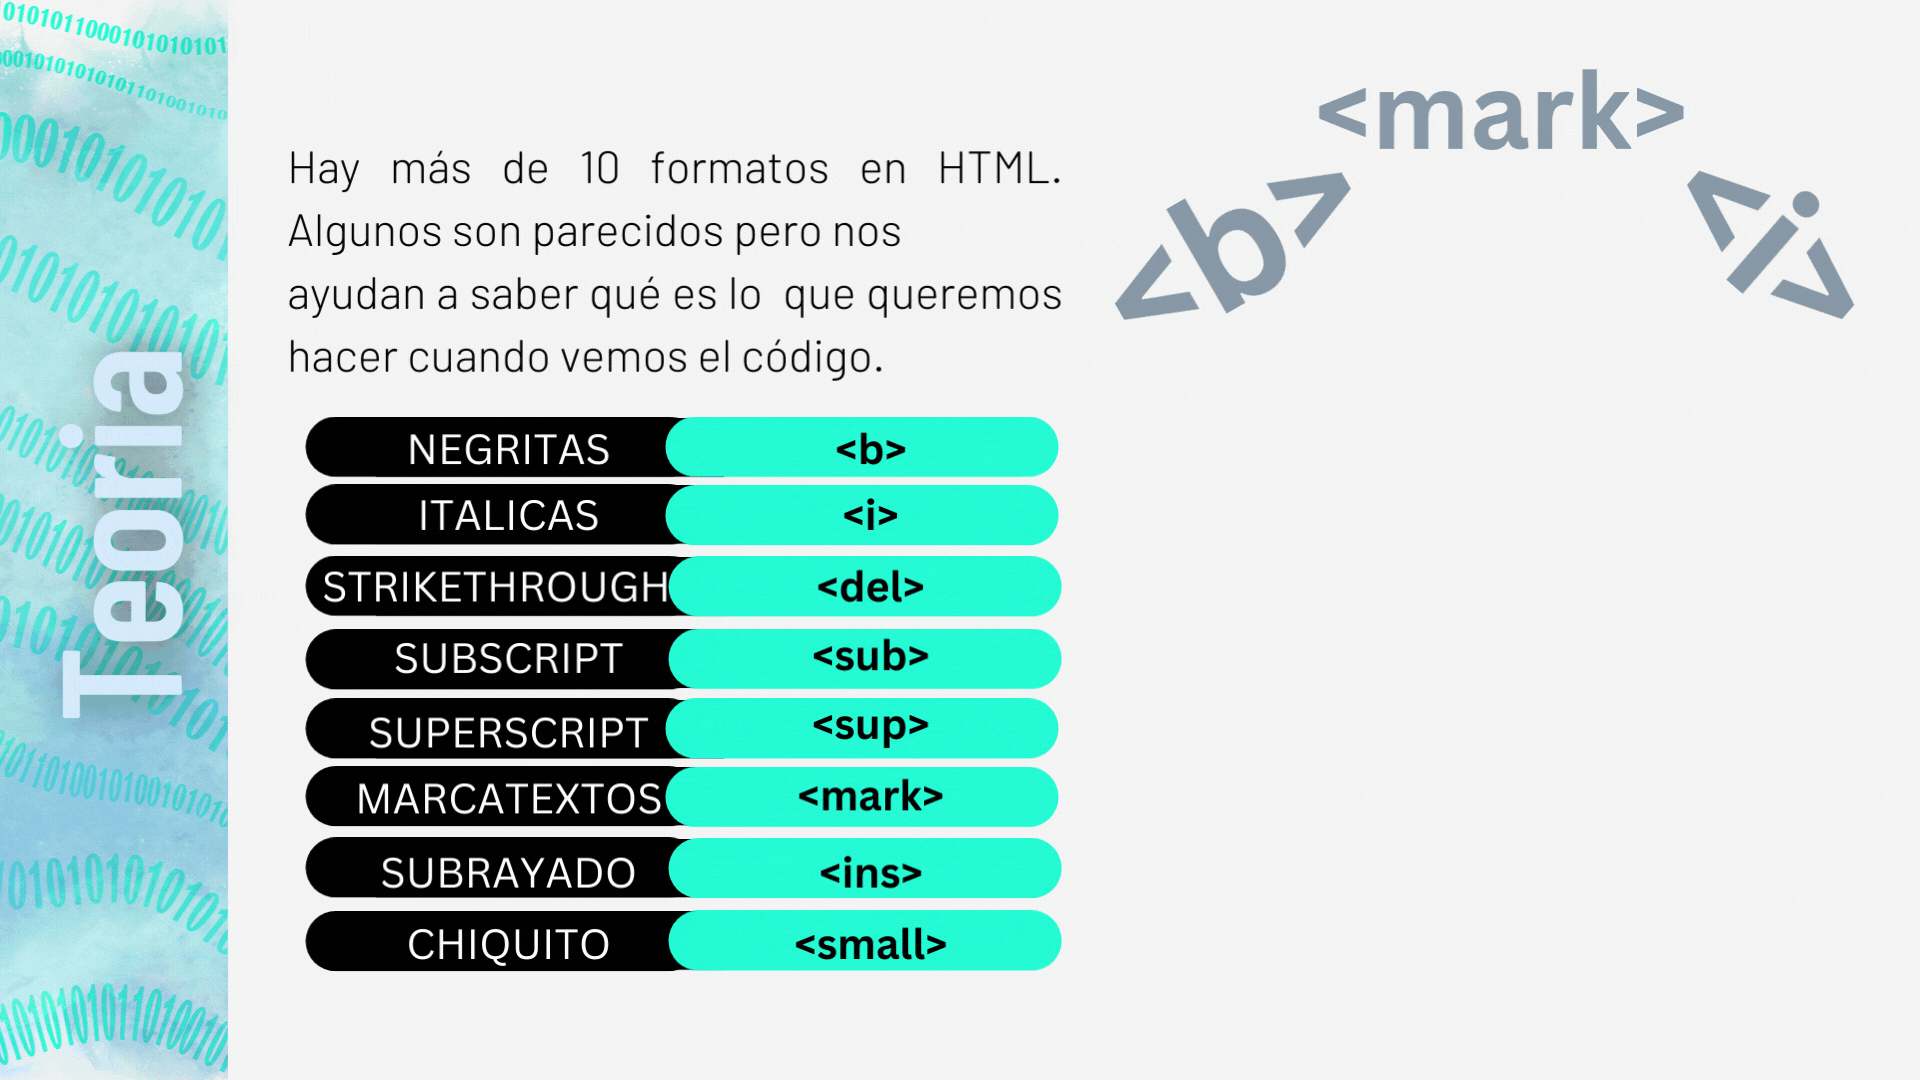 Teoria
Hay más de 10 formatos en HTML.
Algunos son parecidos pero nos
ayudan a saber qué es lo que queremos
hacer cuando vemos el código.
NEGRITAS <b>
ITALICAS <i>
STRIKETHROUGH <del>
SUBSCRIPT <sub>
SUPERSCRIPT <sup>
MARCATEXTOS <mark>
SUBRAYADO <ins>
CHIQUITO <small>
<b>
<mark>
<i>